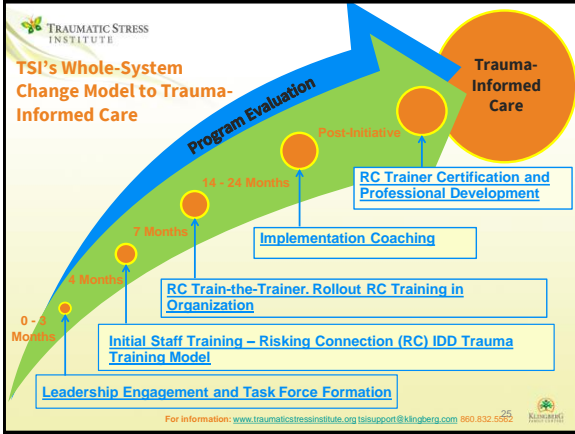 TRAUMATIC STRESS
INSTITUTE
TSI's Whole-System
Change Model to Trauma-
Informed Care
Trauma-
Informed
Care
Program Evaluation
Post-Initiative
RC Trainer Certification and
Professional Development
14 - 24 Months
Implementation Coaching
7 Months
RC Train-the-Trainer. Rollout RC Training in
Organization
4 Months
Initial Staff Training – Risking Connection (RC) IDD Trauma
Training Model
0 - 3
Months
Leadership Engagement and Task Force Formation
For information: www.traumaticstressinstitute.org tsisupport@klingberg.com 860.832.5562
25
KLINGBERG
FAMILY CENTERS